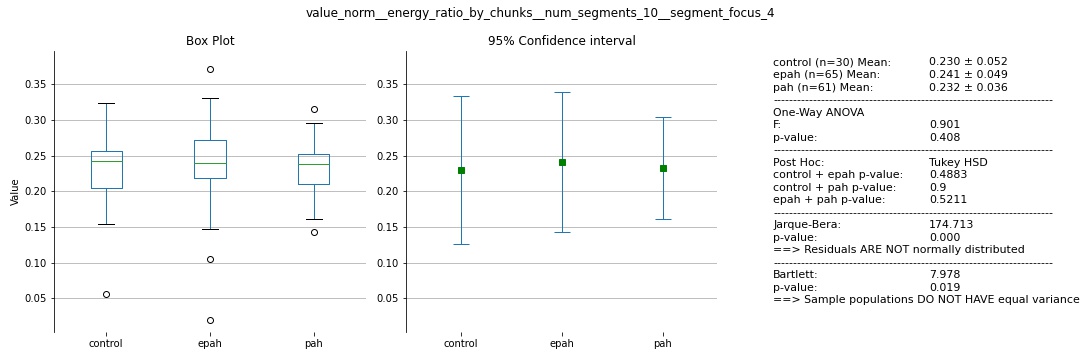 value_norm__energy_ratio_by_chunks__num_segments_10__segment_focus_4
Box Plot
Value
0.35
0.30
0.25
0.20
0.15
0.10
0.05
control epah pah
95% Confidence interval
0.35
0.30
0.25
0.20
0.15
0.10
0.05
control epah pah
control (n=30) Mean: 0.230 ± 0.052
epah (n=65) Mean: 0.241 ± 0.049
pah (n=61) Mean: 0.232 ± 0.036
One-Way ANOVA
F: 0.901
p-value: 0.408
Post Hoc: Tukey HSD
control + epah p-value: 0.4883
control + pah p-value: 0.9
epah + pah p-value: 0.5211
Jarque-Bera: 174.713
p-value: 0.000
==> Residuals ARE NOT normally distributed
Bartlett: 7.978
p-value: 0.019
==> Sample populations DO NOT HAVE equal variance